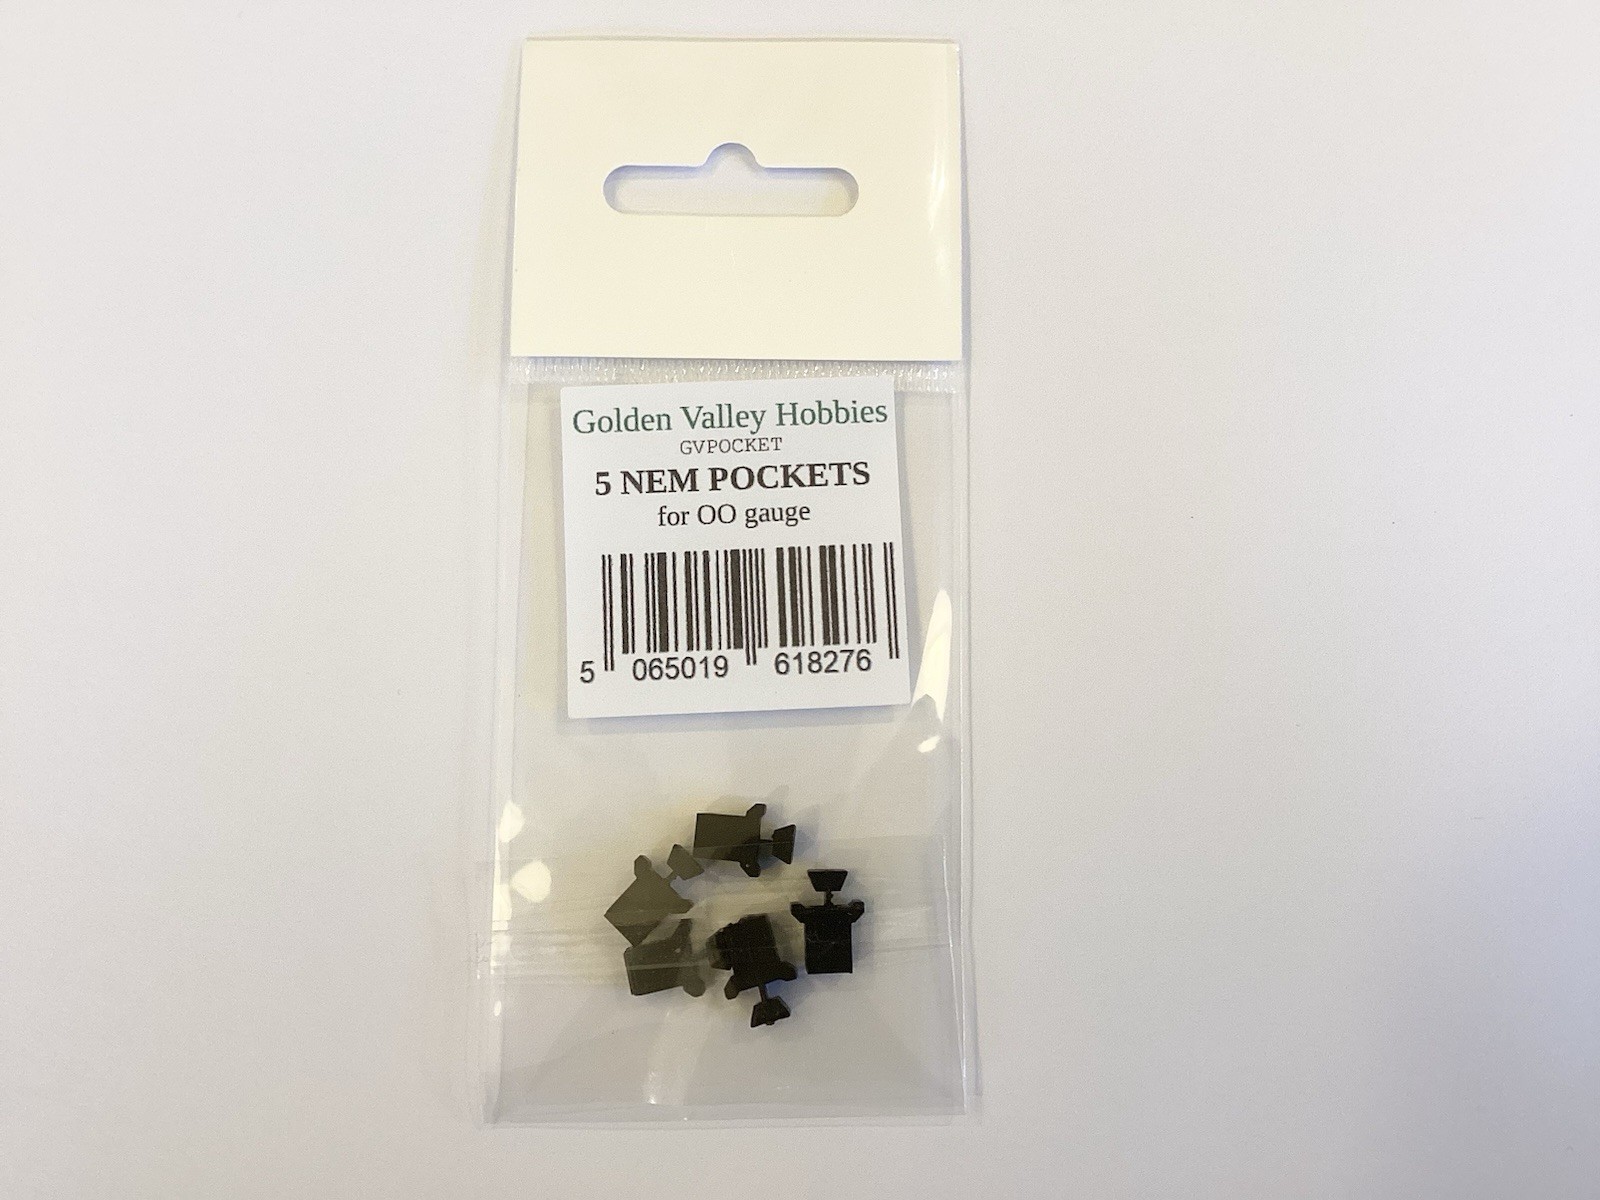 Golden Valley Hobbies
GVPOCKET
5 NEM POCKETS
for OO gauge
5 065019 618276